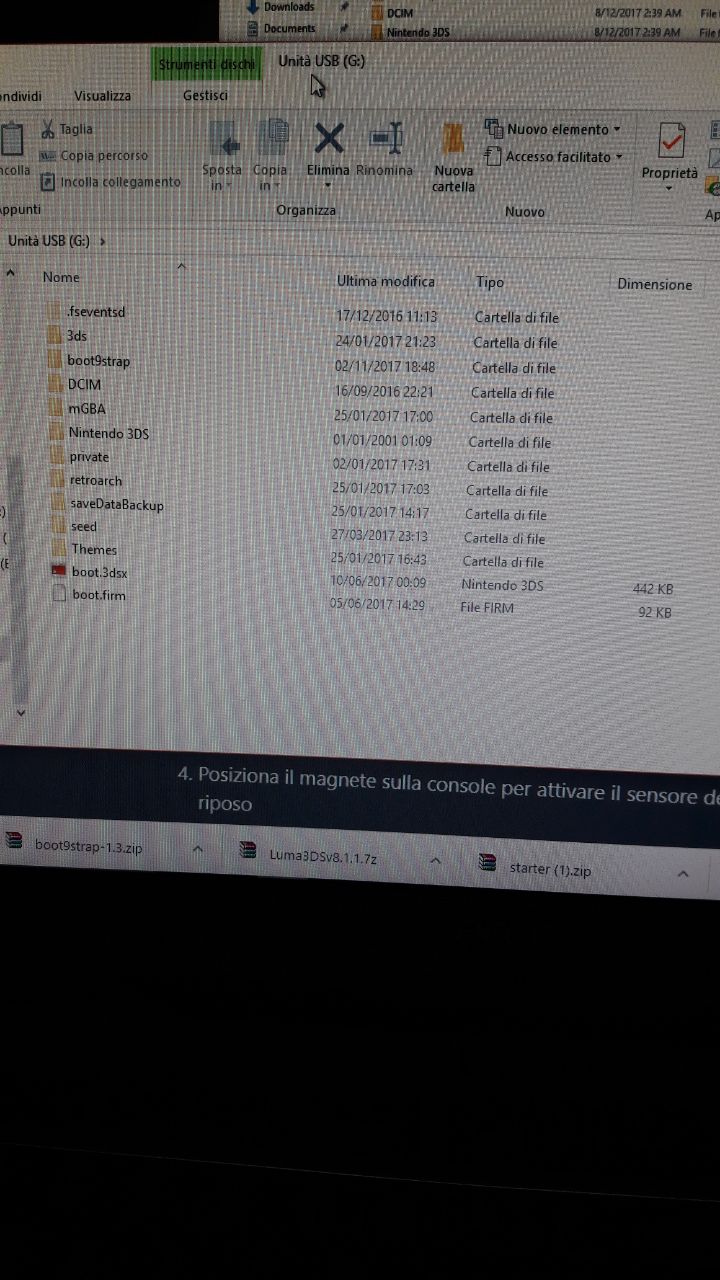 Downloads DCIM 8/12/2017 2:39 AM File
Documents Nintendo 3DS 8/12/2017 2:39 AM File
Strumenti dischi Unità USB (G:)
ondividi Visualizza Gestisci
Taglia
Copia percorso
Incolla collegamento
ncolla
Sposta in
Copia in
Elimina
Rinomina
Nuova cartella
Nuovo elemento
Accesso facilitato
Proprietà
Appunti Organizza Nuovo Ap
Unità USB (G:) >
Nome Ultima modifica Tipo Dimensione
.fseventsd 17/12/2016 11:13 Cartella di file
3ds 24/01/2017 21:23 Cartella di file
boot9strap 02/11/2017 18:48 Cartella di file
DCIM 16/09/2016 22:21 Cartella di file
mGBA 25/01/2017 17:00 Cartella di file
Nintendo 3DS 01/01/2001 01:09 Cartella di file
private 02/01/2017 17:31 Cartella di file
retroarch 25/01/2017 17:03 Cartella di file
saveDataBackup 25/01/2017 14:17 Cartella di file
seed 27/03/2017 23:13 Cartella di file
Themes 25/01/2017 16:43 Cartella di file
boot.3dsx 10/06/2017 00:09 Nintendo 3DS 442 KB
boot.firm 05/06/2017 14:29 File FIRM 92 KB
4. Posiziona il magnete sulla console per attivare il sensore de
riposo
boot9strap-1.3.zip Luma3DSv8.1.1.7z starter (1).zip